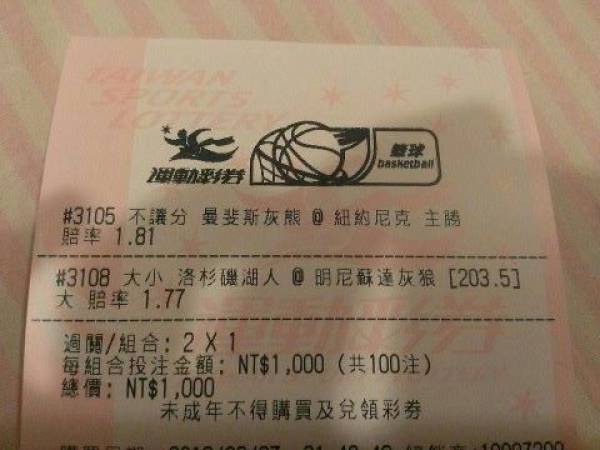 TAIWAN
SPORTS
LOTTERY
運動彩券
籃球
basketball
#3105 不讓分 曼斐斯灰熊 @ 紐約尼克 主勝
賠率 1.81
#3108 大小 洛杉磯湖人 @ 明尼蘇達灰狼 [203.5]
大 賠率 1.77
過關/組合: 2 X 1
每組合投注金額: NT$1,000 (共100注)
總價: NT$1,000
未成年不得購買及兌領彩券